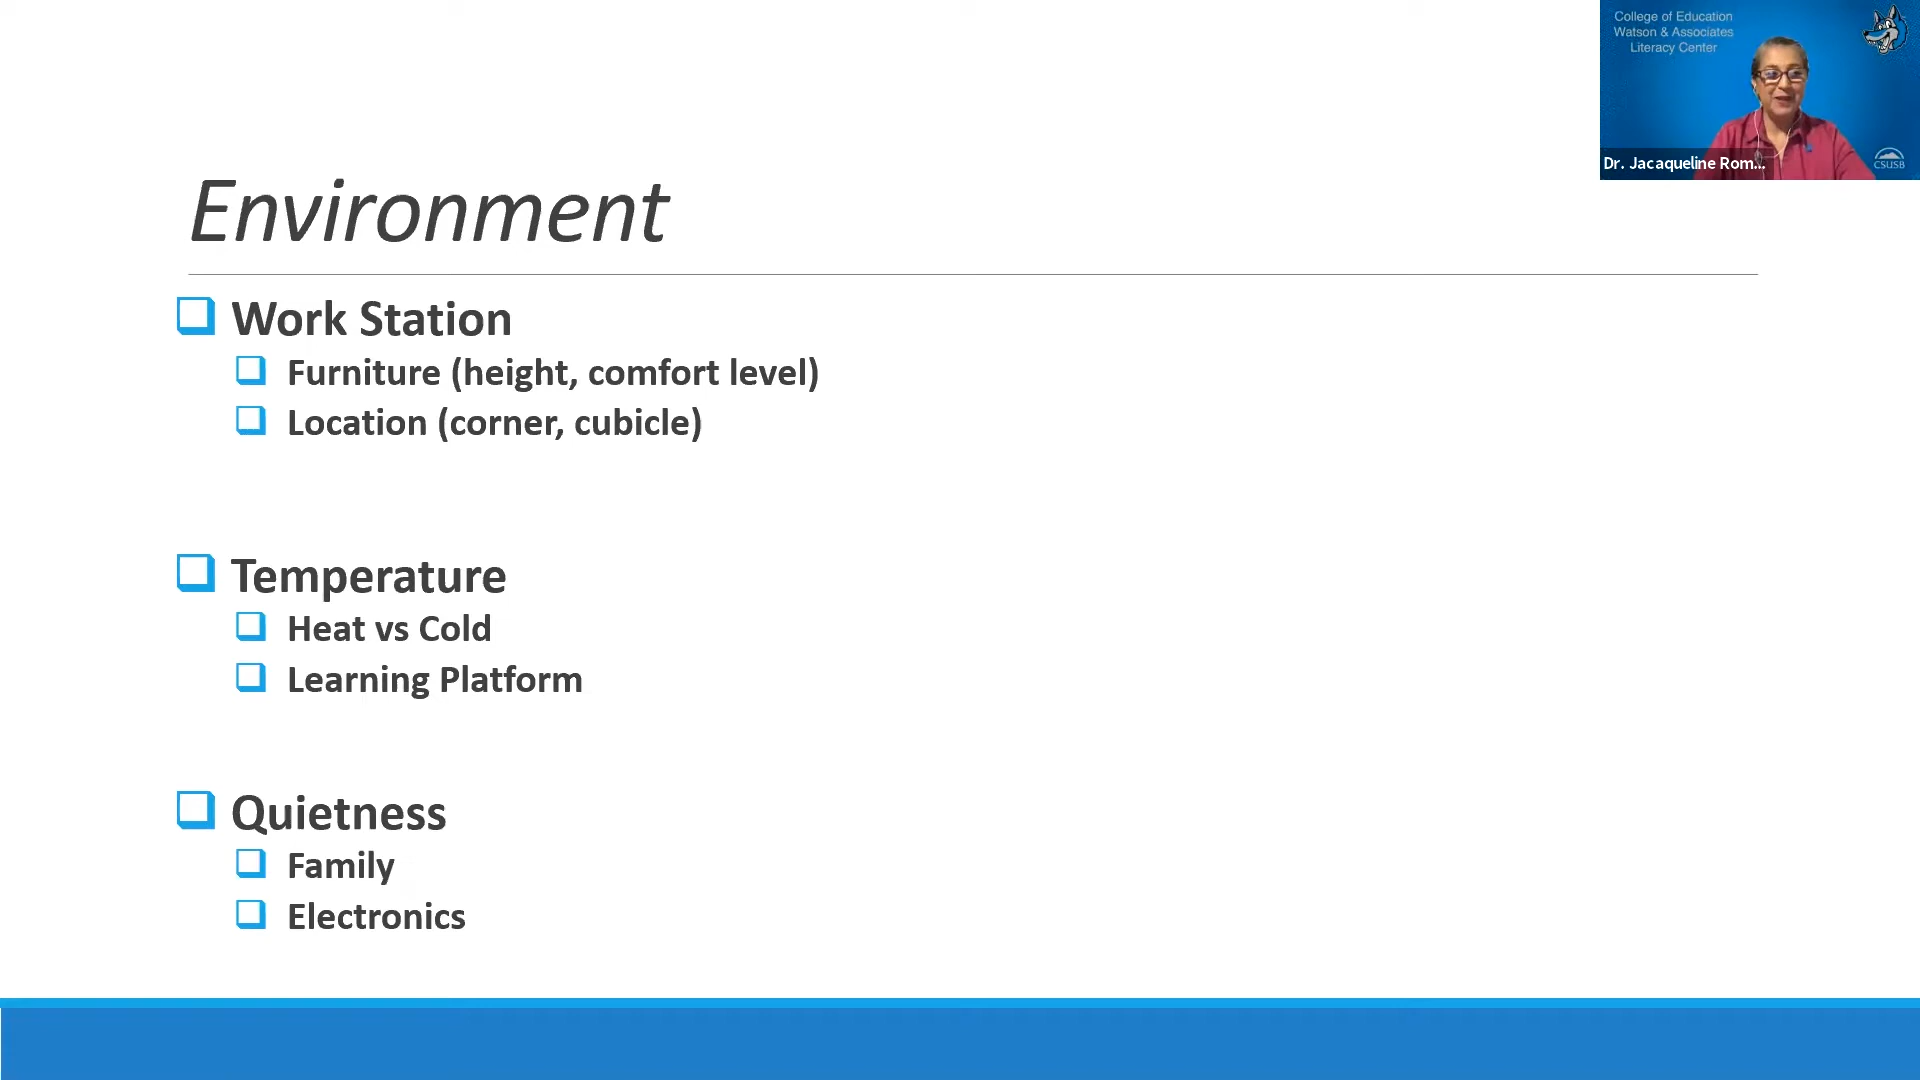 College of Education
Watson & Associates
Literacy Center
Dr. Jacaqueline Rom...
CSUSB
Environment
Work Station
Furniture (height, comfort level)
Location (corner, cubicle)
Temperature
Heat vs Cold
Learning Platform
Quietness
Family
Electronics